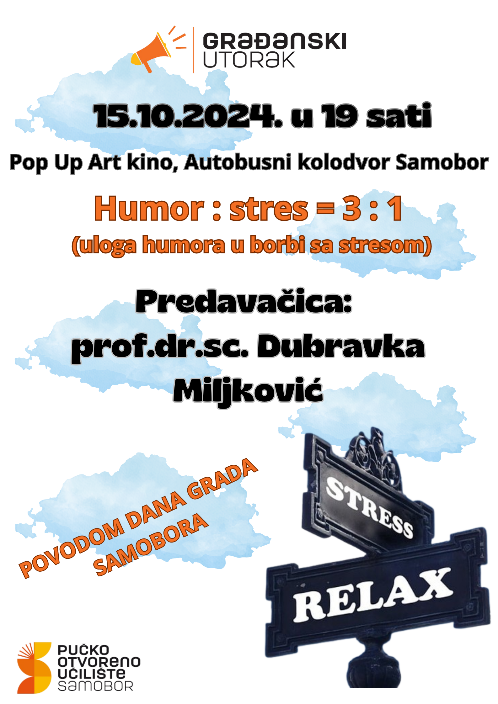 GRAĐANSKI
UTORAK
15.10.2024. u 19 sati
Pop Up Art kino, Autobusni kolodvor Samobor
Humor : stres = 3 : 1
(uloga humora u borbi sa stresom)
Predavačica:
prof.dr.sc. Dubravka
Miljković
POVODOM DANA GRADA
SAMOBORA
STRESS
RELAX
PUČKO
OTVORENO
UČILIŠTE
SAMOBOR